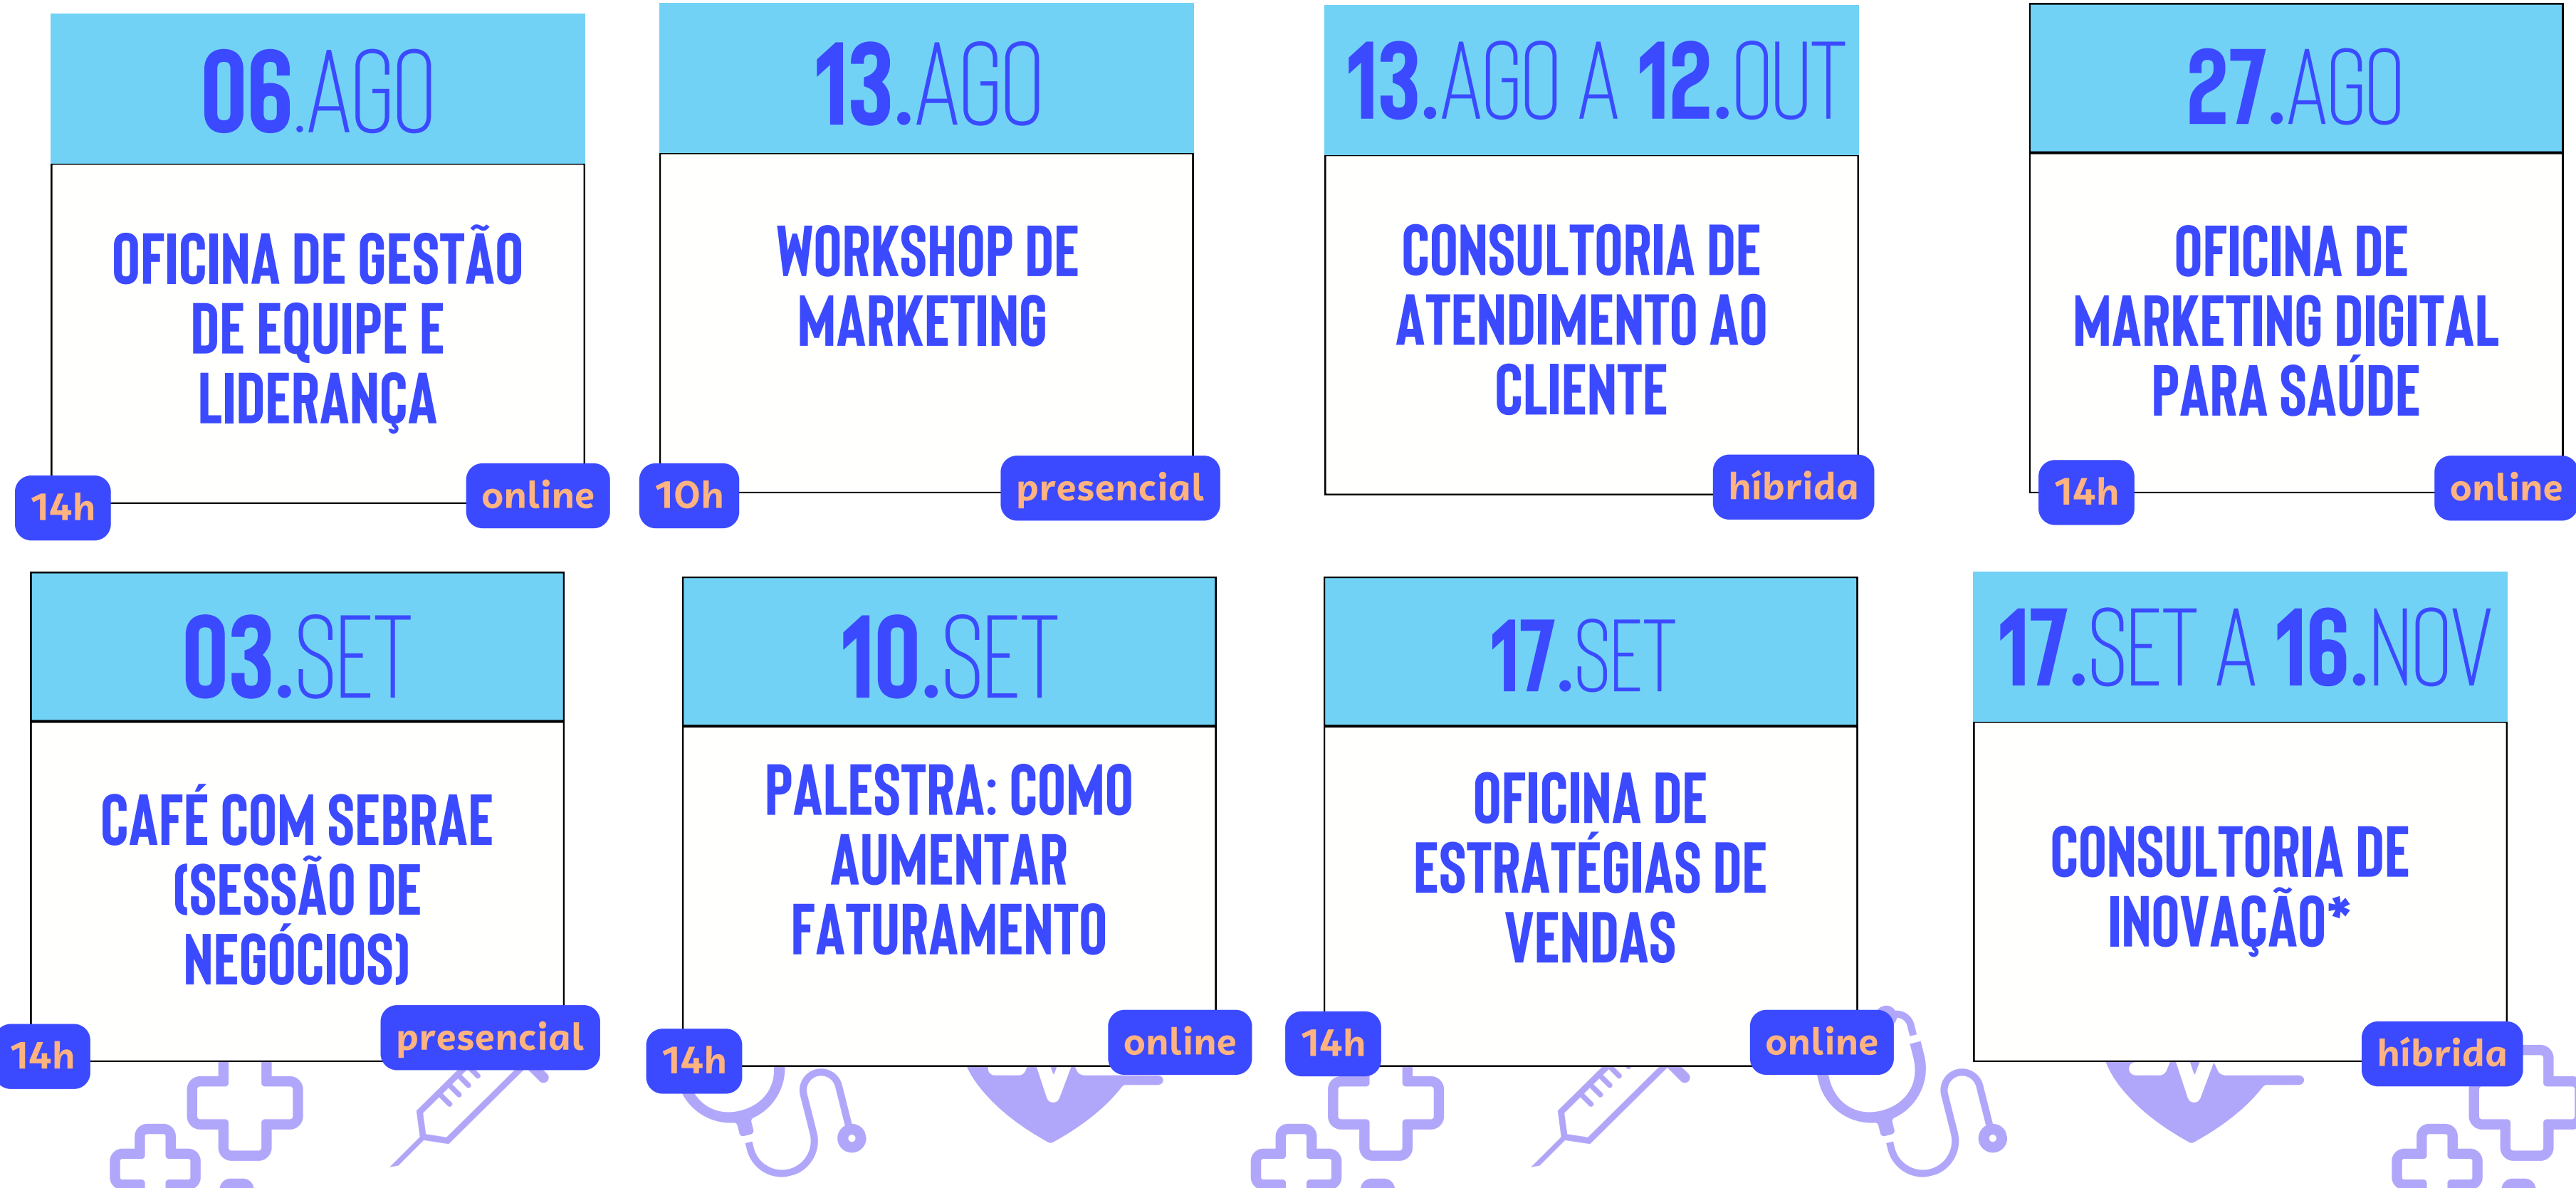 06.AGO
OFICINA DE GESTÃO
DE EQUIPE E
LIDERANÇA
14h
online
13.AGO
WORKSHOP DE
MARKETING
10h
presencial
13.AGO A 12.OUT
CONSULTORIA DE
ATENDIMENTO AO
CLIENTE
híbrida
27.AGO
OFICINA DE
MARKETING DIGITAL
PARA SAÚDE
14h
online
03.SET
CAFÉ COM SEBRAE
(SESSÃO DE
NEGÓCIOS)
14h
presencial
10.SET
PALESTRA: COMO
AUMENTAR
FATURAMENTO
14h
online
17.SET
OFICINA DE
ESTRATÉGIAS DE
VENDAS
14h
online
17.SET A 16.NOV
CONSULTORIA DE
INOVAÇÃO*
híbrida